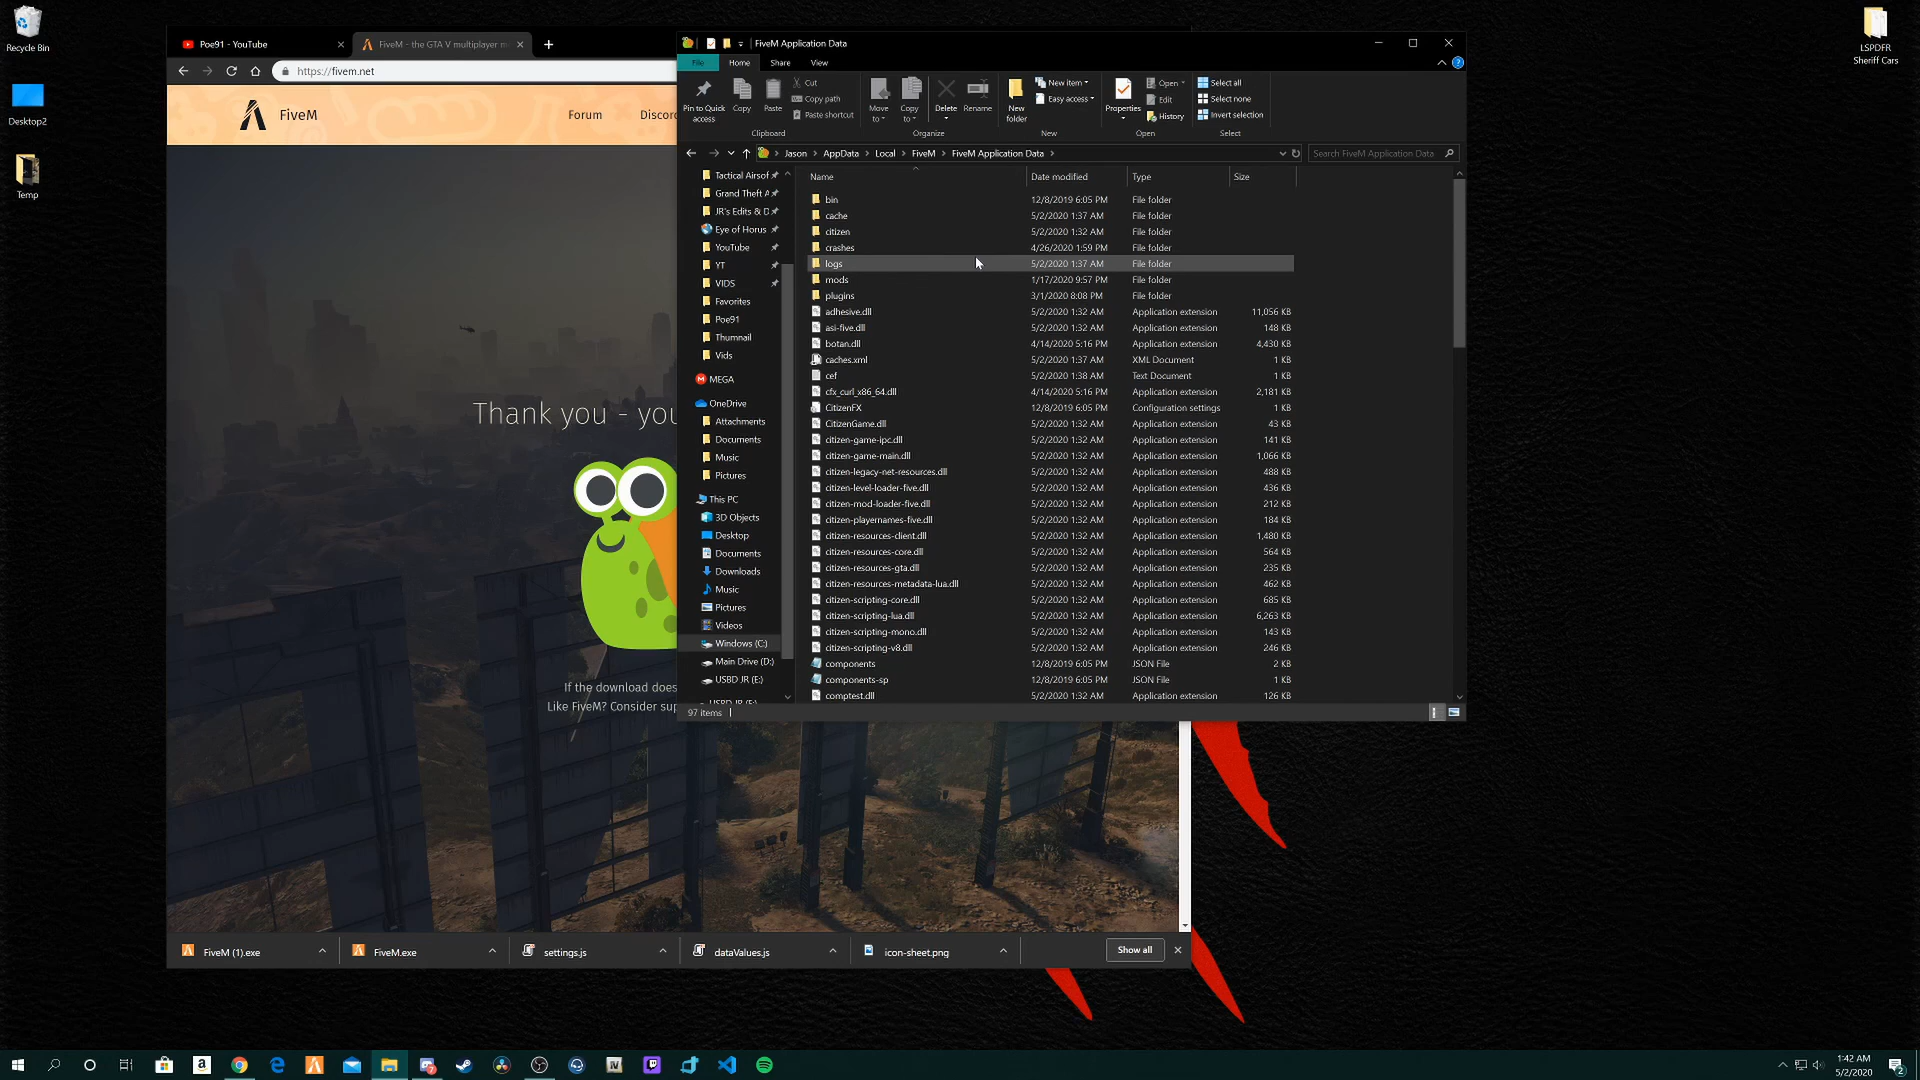 Recycle Bin
Desktop2
Temp
LSPDFR
Sheriff Cars
Poe91 - YouTube
FiveM - the GTA V multiplayer m
https://fivem.net
FiveM
Forum
Discord
Thank you - you
If the download does
Like FiveM? Consider sup
FiveM Application Data
File
Home
Share
View
Pin to Quick
access
Copy
Paste
Cut
Copy path
Paste shortcut
Clipboard
Move
to
Copy
to
Delete
Rename
Organize
New
folder
New item
Easy access
New
Properties
Open
Edit
History
Open
Select all
Select none
Invert selection
Select
Jason > AppData > Local > FiveM > FiveM Application Data >
Search FiveM Application Data
Tactical Airsof
Grand Theft A
JR's Edits & D
Eye of Horus
YouTube
YT
VIDS
Favorites
Poe91
Thumnail
Vids
MEGA
OneDrive
Attachments
Documents
Music
Pictures
This PC
3D Objects
Desktop
Documents
Downloads
Music
Pictures
Videos
Windows (C:)
Main Drive (D:)
USBD JR (E:)
USBD JR (E:)
Name Date modified Type Size
bin 12/8/2019 6:05 PM File folder
cache 5/2/2020 1:37 AM File folder
citizen 5/2/2020 1:32 AM File folder
crashes 4/26/2020 1:59 PM File folder
logs 5/2/2020 1:37 AM File folder
mods 1/17/2020 9:57 PM File folder
plugins 3/1/2020 8:08 PM File folder
adhesive.dll 5/2/2020 1:32 AM Application extension 11,056 KB
asi-five.dll 5/2/2020 1:32 AM Application extension 148 KB
botan.dll 4/14/2020 5:16 PM Application extension 4,430 KB
caches.xml 5/2/2020 1:37 AM XML Document 1 KB
cef 5/2/2020 1:38 AM Text Document 1 KB
cfx_curl_x86_64.dll 4/14/2020 5:16 PM Application extension 2,181 KB
CitizenFX 12/8/2019 6:05 PM Configuration settings 1 KB
CitizenGame.dll 5/2/2020 1:32 AM Application extension 43 KB
citizen-game-ipc.dll 5/2/2020 1:32 AM Application extension 141 KB
citizen-game-main.dll 5/2/2020 1:32 AM Application extension 1,066 KB
citizen-legacy-net-resources.dll 5/2/2020 1:32 AM Application extension 488 KB
citizen-level-loader-five.dll 5/2/2020 1:32 AM Application extension 436 KB
citizen-mod-loader-five.dll 5/2/2020 1:32 AM Application extension 212 KB
citizen-playernames-five.dll 5/2/2020 1:32 AM Application extension 184 KB
citizen-resources-client.dll 5/2/2020 1:32 AM Application extension 1,480 KB
citizen-resources-core.dll 5/2/2020 1:32 AM Application extension 564 KB
citizen-resources-gta.dll 5/2/2020 1:32 AM Application extension 235 KB
citizen-resources-metadata-lua.dll 5/2/2020 1:32 AM Application extension 462 KB
citizen-scripting-core.dll 5/2/2020 1:32 AM Application extension 685 KB
citizen-scripting-lua.dll 5/2/2020 1:32 AM Application extension 6,263 KB
citizen-scripting-mono.dll 5/2/2020 1:32 AM Application extension 143 KB
citizen-scripting-v8.dll 5/2/2020 1:32 AM Application extension 246 KB
components 12/8/2019 6:05 PM JSON File 2 KB
components-sp 12/8/2019 6:05 PM JSON File 1 KB
comptest.dll 5/2/2020 1:32 AM Application extension 126 KB
97 items
FiveM (1).exe
FiveM.exe
settings.js
dataValues.js
icon-sheet.png
Show all
1:42 AM
5/2/2020
2